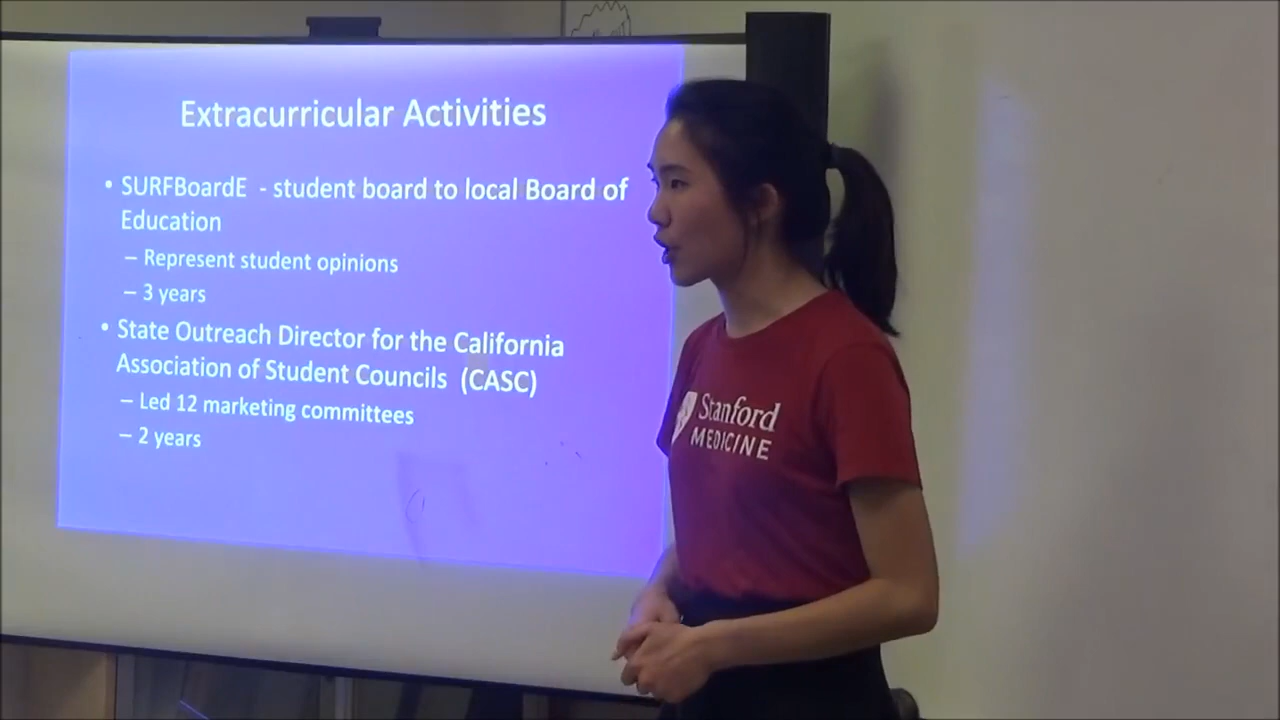 Extracurricular Activities
• SURFBoardE - student board to local Board of
Education
– Represent student opinions
– 3 years
• State Outreach Director for the California
Association of Student Councils (CASC)
– Led 12 marketing committees
– 2 years
Stanford
MEDICINE